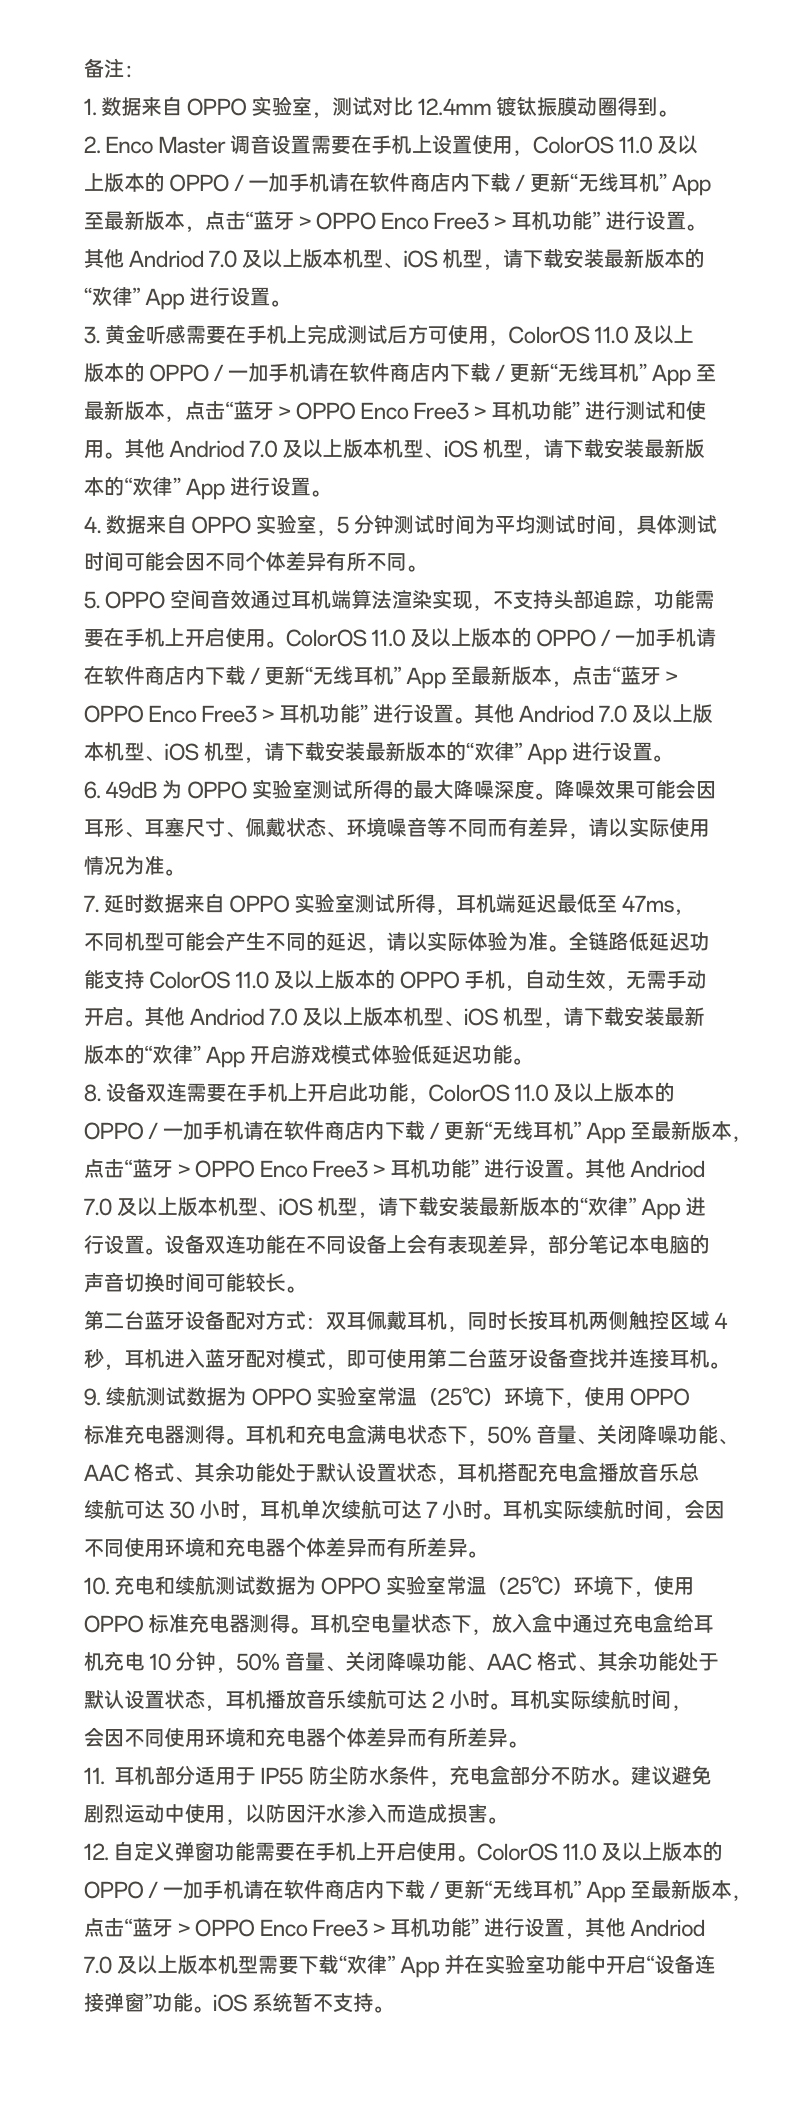 备注：
1. 数据来自 OPPO 实验室，测试对比 12.4mm 镀钛振膜动圈得到。
2. Enco Master 调音设置需要在手机上设置使用，ColorOS 11.0 及以
上版本的 OPPO / 一加手机请在软件商店内下载 / 更新“无线耳机” App
至最新版本，点击“蓝牙 > OPPO Enco Free3 > 耳机功能” 进行设置。
其他 Andriod 7.0 及以上版本机型、iOS 机型，请下载安装最新版本的
“欢律” App 进行设置。
3. 黄金听感需要在手机上完成测试后方可使用，ColorOS 11.0 及以上
版本的 OPPO / 一加手机请在软件商店内下载 / 更新“无线耳机” App 至
最新版本，点击“蓝牙 > OPPO Enco Free3 > 耳机功能” 进行测试和使
用。其他 Andriod 7.0 及以上版本机型、iOS 机型，请下载安装最新版
本的“欢律” App 进行设置。
4. 数据来自 OPPO 实验室，5 分钟测试时间为平均测试时间，具体测试
时间可能会因不同个体差异有所不同。
5. OPPO 空间音效通过耳机端算法渲染实现，不支持头部追踪，功能需
要在手机上开启使用。ColorOS 11.0 及以上版本的 OPPO / 一加手机请
在软件商店内下载 / 更新“无线耳机” App 至最新版本，点击“蓝牙 >
OPPO Enco Free3 > 耳机功能” 进行设置。其他 Andriod 7.0 及以上版
本机型、iOS 机型，请下载安装最新版本的“欢律” App 进行设置。
6. 49dB 为 OPPO 实验室测试所得的最大降噪深度。降噪效果可能会因
耳形、耳塞尺寸、佩戴状态、环境噪音等不同而有差异，请以实际使用
情况为准。
7. 延时数据来自 OPPO 实验室测试所得，耳机端延迟最低至 47ms，
不同机型可能会产生不同的延迟，请以实际体验为准。全链路低延迟功
能支持 ColorOS 11.0 及以上版本的 OPPO 手机，自动生效，无需手动
开启。其他 Andriod 7.0 及以上版本机型、iOS 机型，请下载安装最新
版本的“欢律” App 开启游戏模式体验低延迟功能。
8. 设备双连需要在手机上开启此功能，ColorOS 11.0 及以上版本的
OPPO / 一加手机请在软件商店内下载 / 更新“无线耳机” App 至最新版本，
点击“蓝牙 > OPPO Enco Free3 > 耳机功能” 进行设置。其他 Andriod
7.0 及以上版本机型、iOS 机型，请下载安装最新版本的“欢律” App 进
行设置。设备双连功能在不同设备上会有表现差异，部分笔记本电脑的
声音切换时间可能较长。
第二台蓝牙设备配对方式：双耳佩戴耳机，同时长按耳机两侧触控区域 4
秒，耳机进入蓝牙配对模式，即可使用第二台蓝牙设备查找并连接耳机。
9. 续航测试数据为 OPPO 实验室常温（25℃）环境下，使用 OPPO
标准充电器测得。耳机和充电盒满电状态下，50% 音量、关闭降噪功能、
AAC 格式、其余功能处于默认设置状态，耳机搭配充电盒播放音乐总
续航可达 30 小时，耳机单次续航可达 7 小时。耳机实际续航时间，会因
不同使用环境和充电器个体差异而有所差异。
10. 充电和续航测试数据为 OPPO 实验室常温（25℃）环境下，使用
OPPO 标准充电器测得。耳机空电量状态下，放入盒中通过充电盒给耳
机充电 10 分钟，50% 音量、关闭降噪功能、AAC 格式、其余功能处于
默认设置状态，耳机播放音乐续航可达 2 小时。耳机实际续航时间，
会因不同使用环境和充电器个体差异而有所差异。
11. 耳机部分适用于 IP55 防尘防水条件，充电盒部分不防水。建议避免
剧烈运动中使用，以防因汗水渗入而造成损害。
12. 自定义弹窗功能需要在手机上开启使用。ColorOS 11.0 及以上版本的
OPPO / 一加手机请在软件商店内下载 / 更新“无线耳机” App 至最新版本，
点击“蓝牙 > OPPO Enco Free3 > 耳机功能” 进行设置，其他 Andriod
7.0 及以上版本机型需要下载“欢律” App 并在实验室功能中开启“设备连
接弹窗”功能。iOS 系统暂不支持。